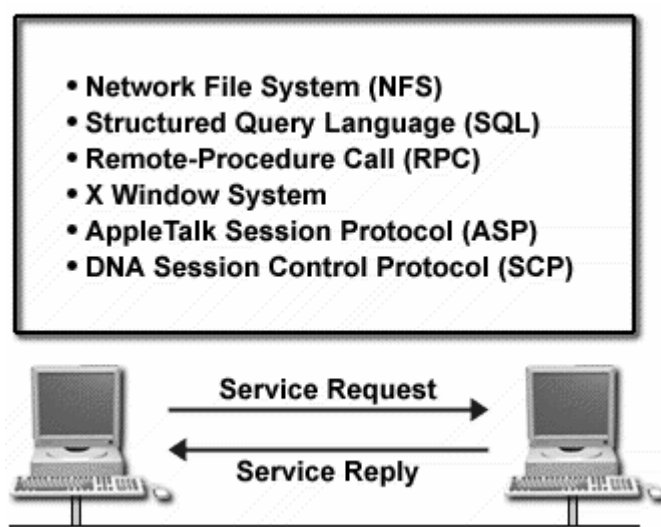 • Network File System (NFS)
• Structured Query Language (SQL)
• Remote-Procedure Call (RPC)
• X Window System
• AppleTalk Session Protocol (ASP)
• DNA Session Control Protocol (SCP)
Service Request
Service Reply